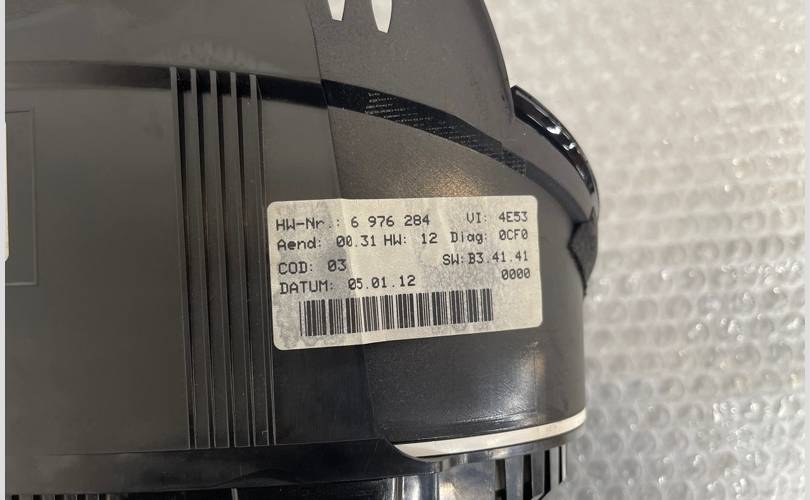 HW-Nr.: 6 976 284 VI: 4E53
Aend: 00.31 HW: 12 Diag: 0CF0
COD: 03 SW:B3.41.41
0000
DATUM: 05.01.12